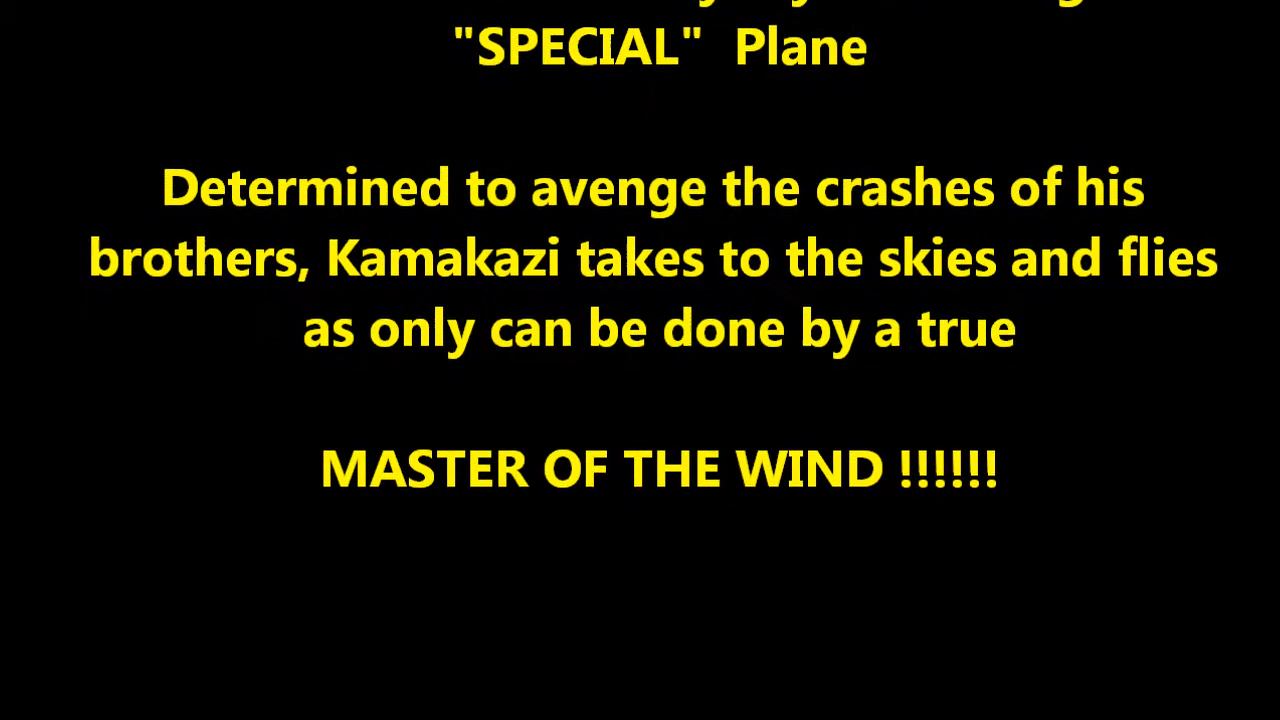 "SPECIAL"  Plane
Determined to avenge the crashes of his
brothers, Kamakazi takes to the skies and flies
as only can be done by a true
MASTER OF THE WIND !!!!!!